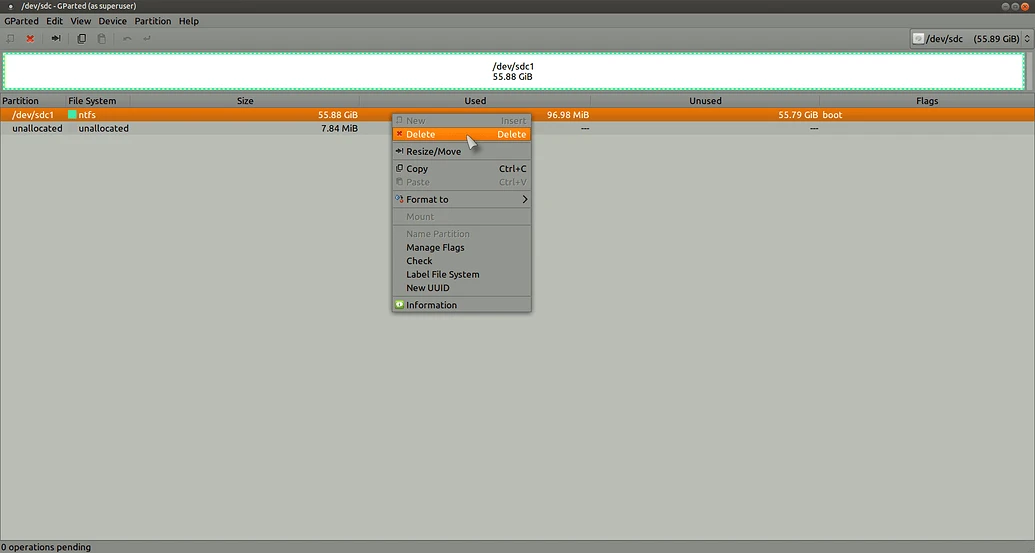 /dev/sdc - GParted (as superuser)
GParted Edit View Device Partition Help
/dev/sdc (55.89 GiB)
/dev/sdc1
55.88 GiB
Partition File System Size Used Unused Flags
/dev/sdc1 ntfs 55.88 GiB 96.98 MiB 55.79 GiB boot
unallocated unallocated 7.84 MiB --- ---
New Insert
Delete Delete
Resize/Move
Copy Ctrl+C
Paste Ctrl+V
Format to
Mount
Name Partition
Manage Flags
Check
Label File System
New UUID
Information
0 operations pending